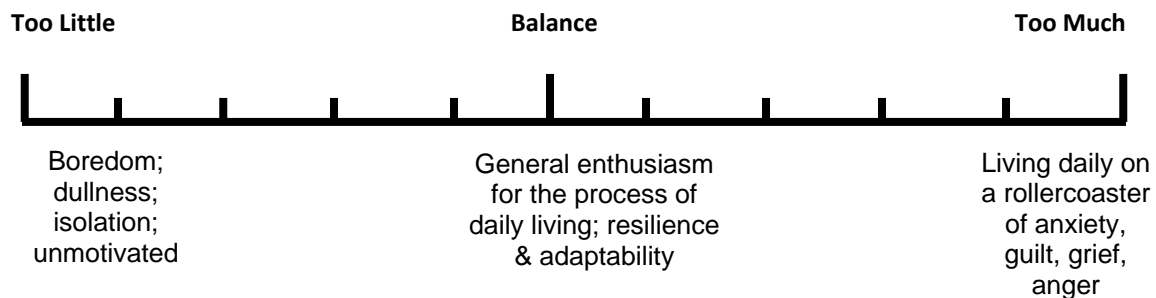 Too Little
Balance
Too Much
Boredom;
dullness;
isolation;
unmotivated
General enthusiasm
for the process of
daily living; resilience
& adaptability
Living daily on
a rollercoaster
of anxiety,
guilt, grief,
anger